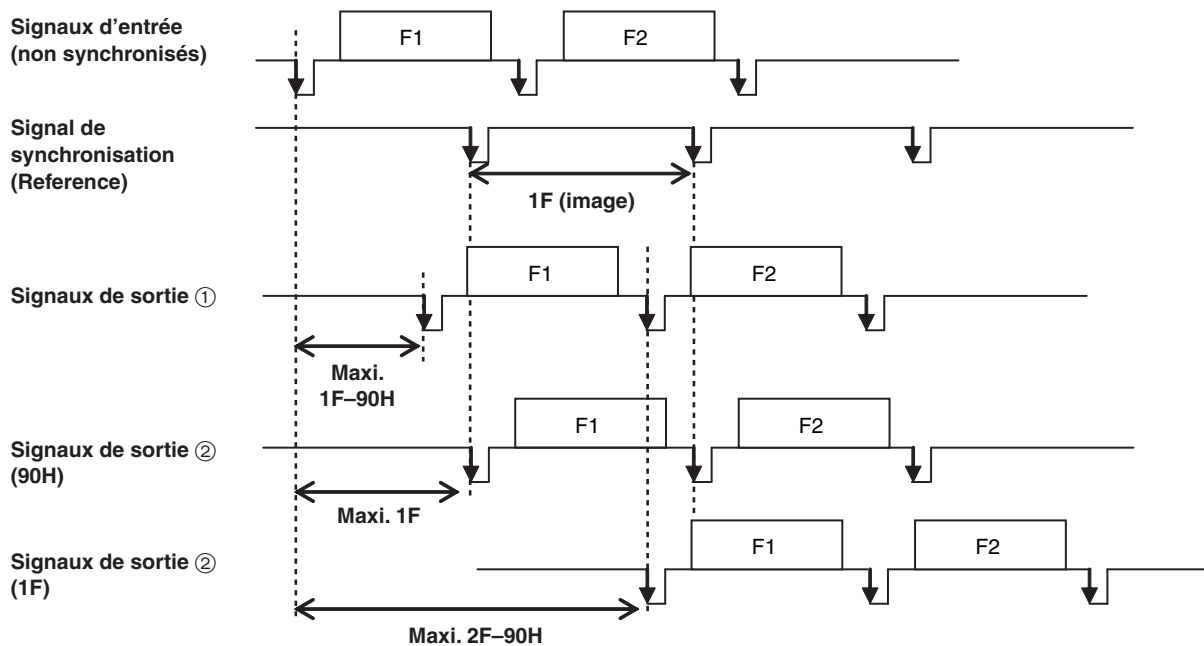 Signaux d'entrée
(non synchronisés)
F1
F2
Signal de
synchronisation
(Reference)
1F (image)
Signaux de sortie ①
F1
F2
Maxi.
1F–90H
Signaux de sortie ②
(90H)
F1
F2
Maxi. 1F
Signaux de sortie ②
(1F)
F1
F2
Maxi. 2F–90H